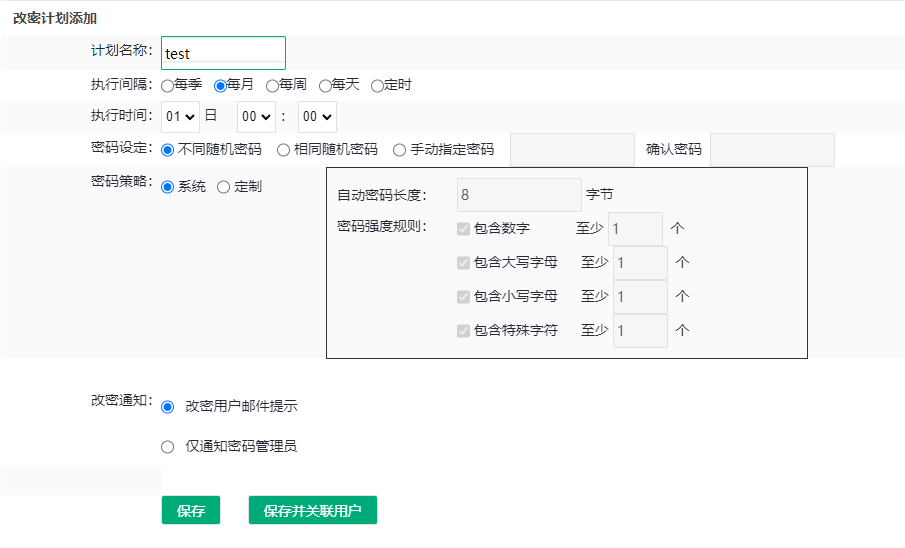 改密计划添加
计划名称： test
执行间隔： 每季 每月 每周 每天 定时
执行时间： 01 日 00 ： 00
密码设定： 不同随机密码 相同随机密码 手动指定密码 确认密码
密码策略： 系统 定制
自动密码长度： 8 字节
密码强度规则： 包含数字 至少 1 个
包含大写字母 至少 1 个
包含小写字母 至少 1 个
包含特殊字符 至少 1 个
改密通知： 改密用户邮件提示
仅通知密码管理员
保存 保存并关联用户